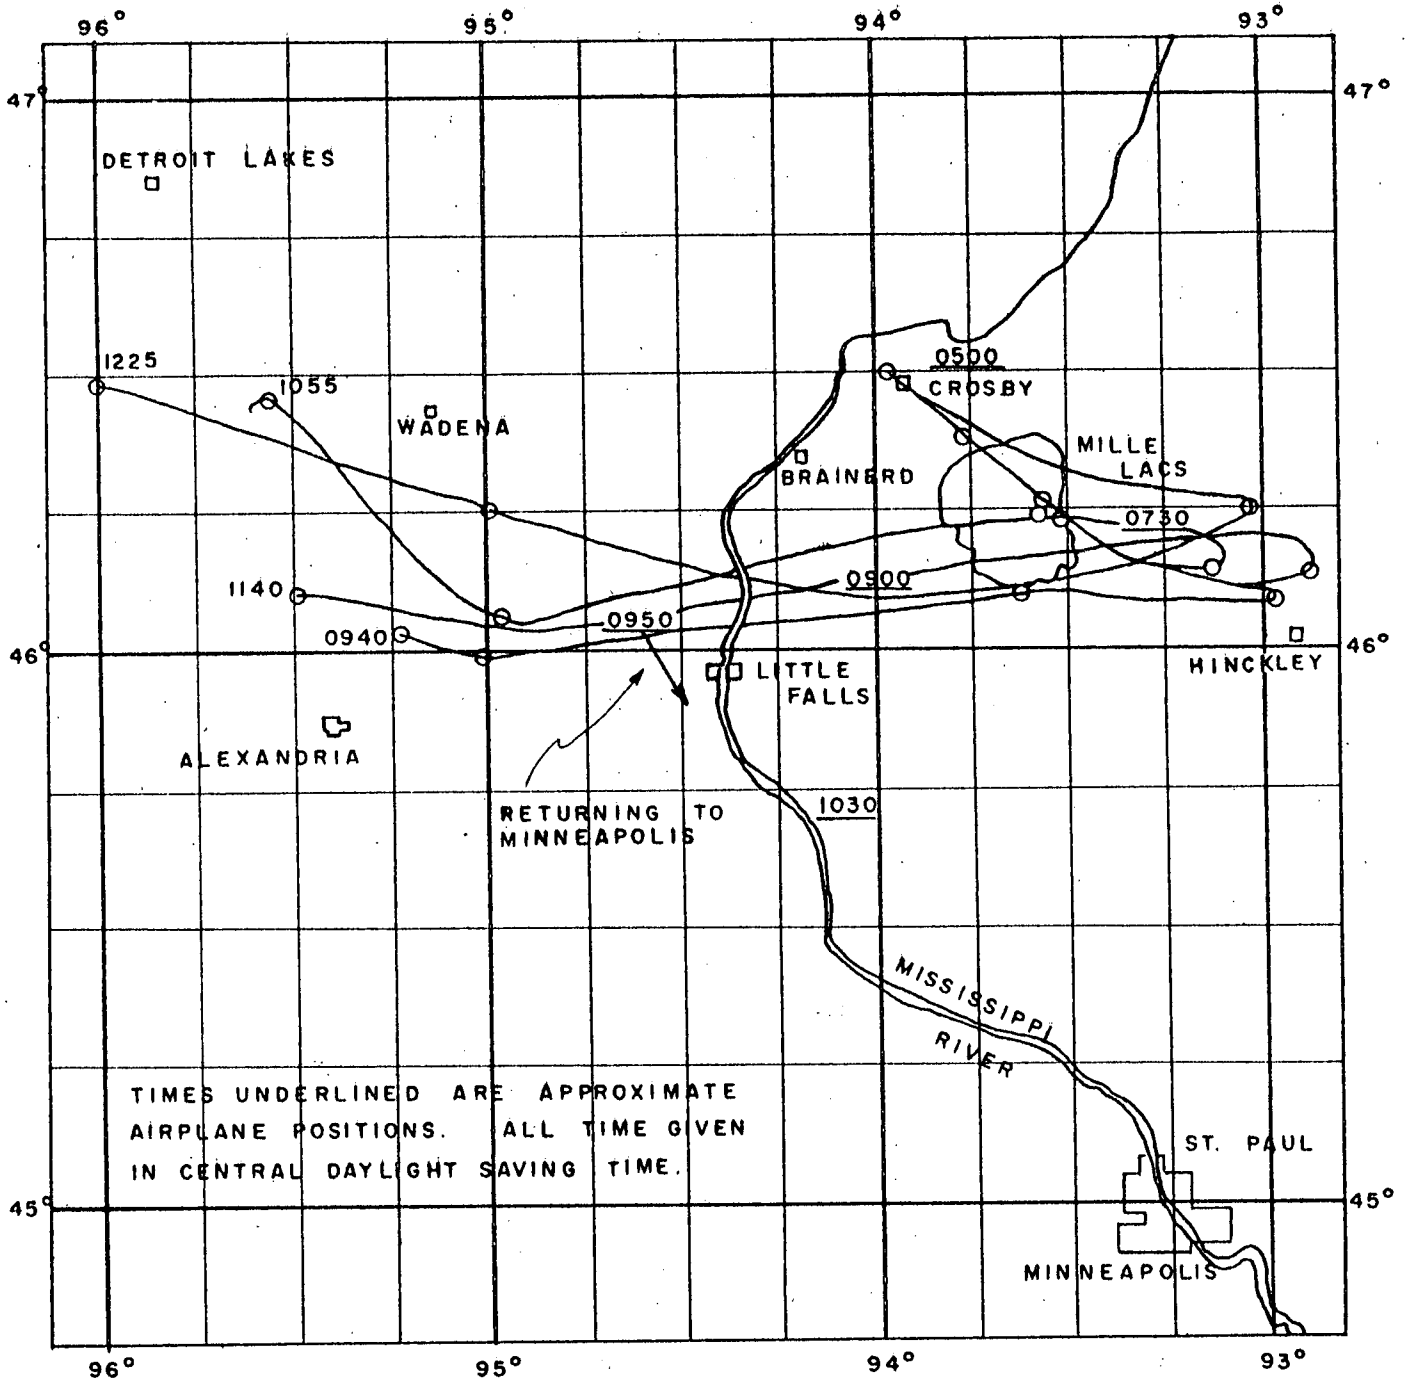 96° 95° 94° 93°
47° 47°
DETROIT LAKES
1225
0500
1055
CROSBY
WADENA
MILLE
LACS
BRAINERD
0730
1140
0900
0950
0940
46° 46°
HINCKLEY
LITTLE
FALLS
ALEXANDRIA
1030
RETURNING TO
MINNEAPOLIS
MISSISSIPPI
RIVER
TIMES UNDERLINED ARE APPROXIMATE
AIRPLANE POSITIONS. ALL TIME GIVEN
IN CENTRAL DAYLIGHT SAVING TIME.
ST. PAUL
45° 45°
MINNEAPOLIS
96° 95° 94° 93°